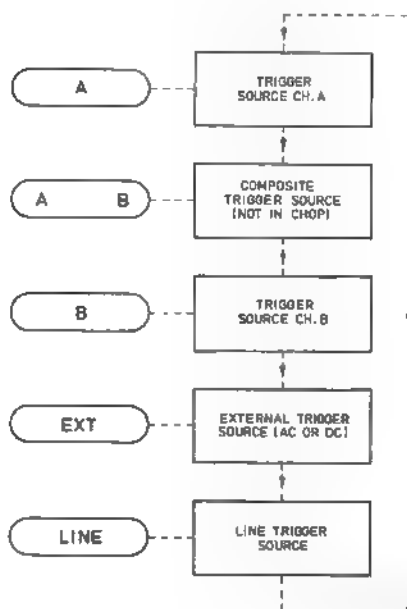 A
TRIGGER
SOURCE CH.A
A B
COMPOSITE
TRIGGER SOURCE
(NOT IN CHOP)
B
TRIGGER
SOURCE CH.B
EXT
EXTERNAL TRIGGER
SOURCE (AC OR DC)
LINE
LINE TRIGGER
SOURCE